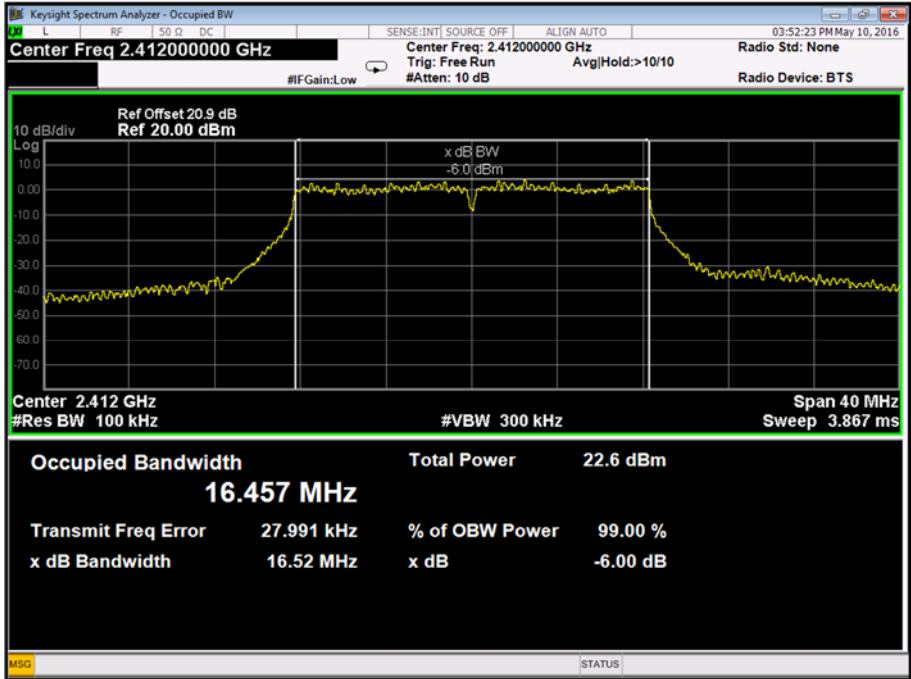 Keysight Spectrum Analyzer - Occupied BW
LXI L RF 50 Ω DC SENSE:INT SOURCE OFF ALIGN AUTO 03:52:23 PM May 10, 2016
Center Freq 2.412000000 GHz
Center Freq: 2.412000000 GHz
Radio Std: None
Trig: Free Run Avg|Hold:>10/10
#IFGain:Low
#Atten: 10 dB
Radio Device: BTS
Ref Offset 20.9 dB
10 dB/div Ref 20.00 dBm
Log
x dB BW
-6.0 dBm
10.0
0.00
-10.0
-20.0
-30.0
-40.0
-50.0
-60.0
-70.0
Center 2.412 GHz Span 40 MHz
#Res BW 100 kHz #VBW 300 kHz Sweep 3.867 ms
Occupied Bandwidth Total Power 22.6 dBm
16.457 MHz
Transmit Freq Error 27.991 kHz % of OBW Power 99.00 %
x dB Bandwidth 16.52 MHz x dB -6.00 dB
MSG STATUS